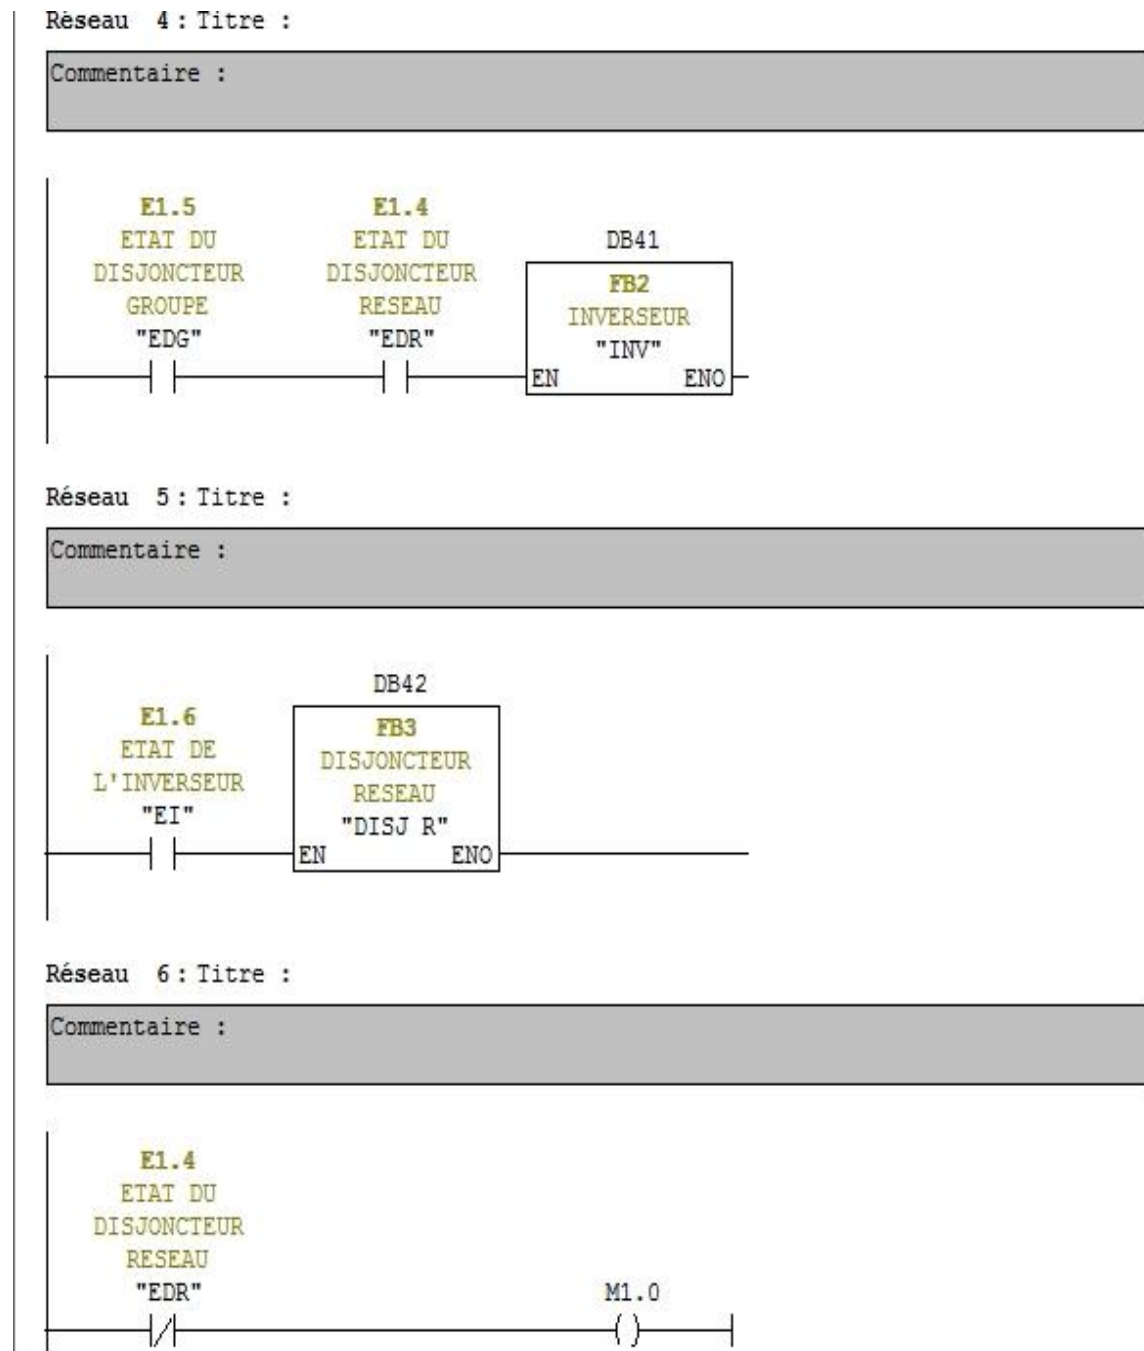 Réseau 4 : Titre :
Commentaire :
E1.5
ETAT DU
DISJONCTEUR
GROUPE
"EDG"
E1.4
ETAT DU
DISJONCTEUR
RESEAU
"EDR"
DB41
FB2
INVERSEUR
"INV"
EN ENO
Réseau 5 : Titre :
Commentaire :
E1.6
ETAT DE
L'INVERSEUR
"EI"
DB42
FB3
DISJONCTEUR
RESEAU
"DISJ R"
EN ENO
Réseau 6 : Titre :
Commentaire :
E1.4
ETAT DU
DISJONCTEUR
RESEAU
"EDR"
M1.0